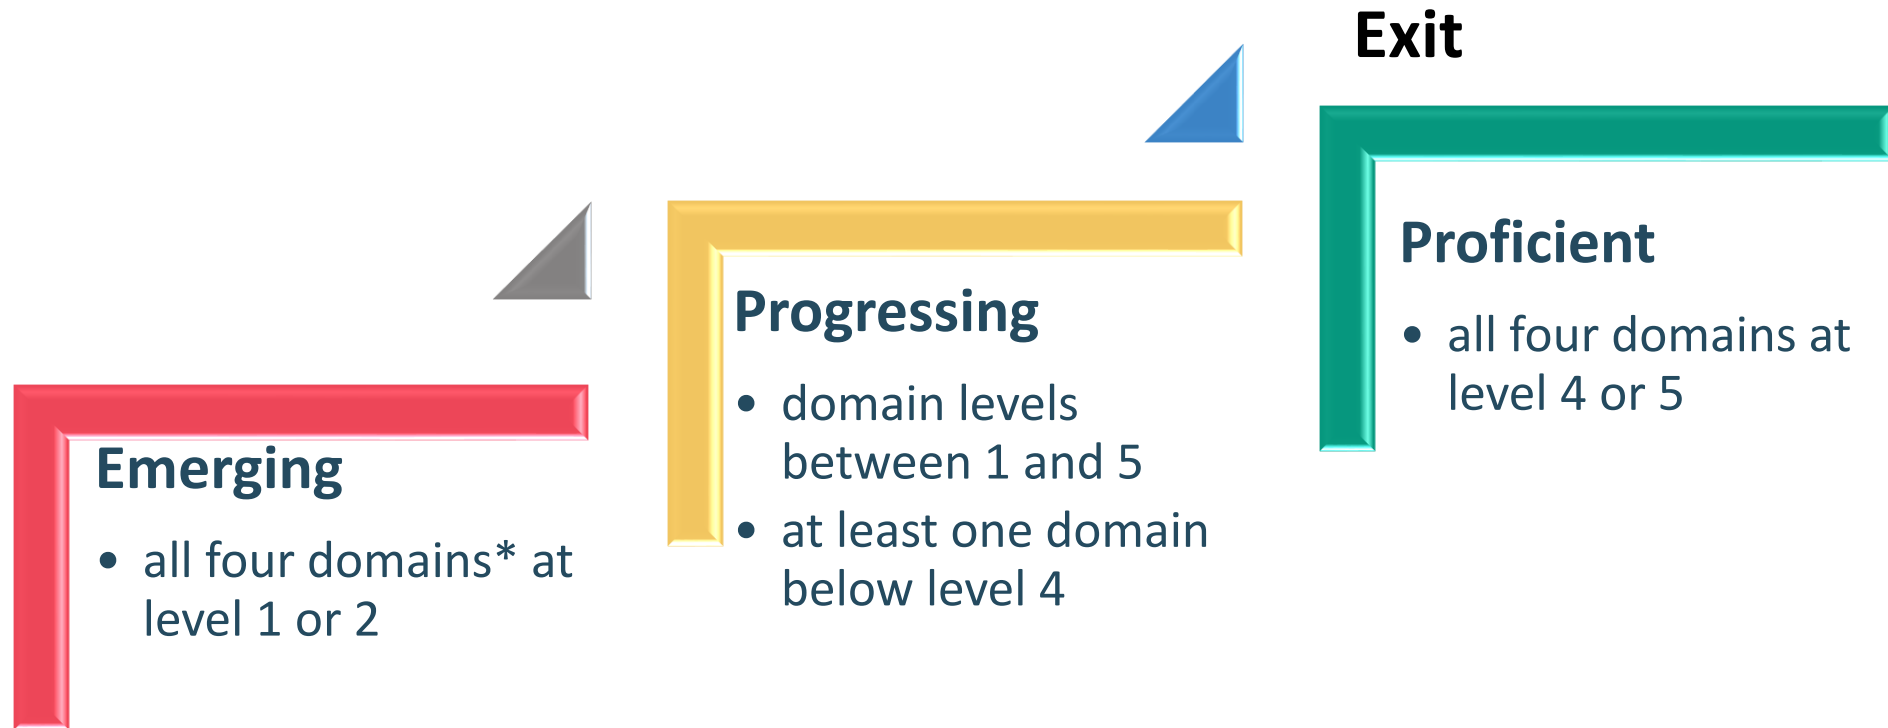 Exit
Emerging
• all four domains* at
level 1 or 2
Progressing
• domain levels
between 1 and 5
• at least one domain
below level 4
Proficient
• all four domains at
level 4 or 5